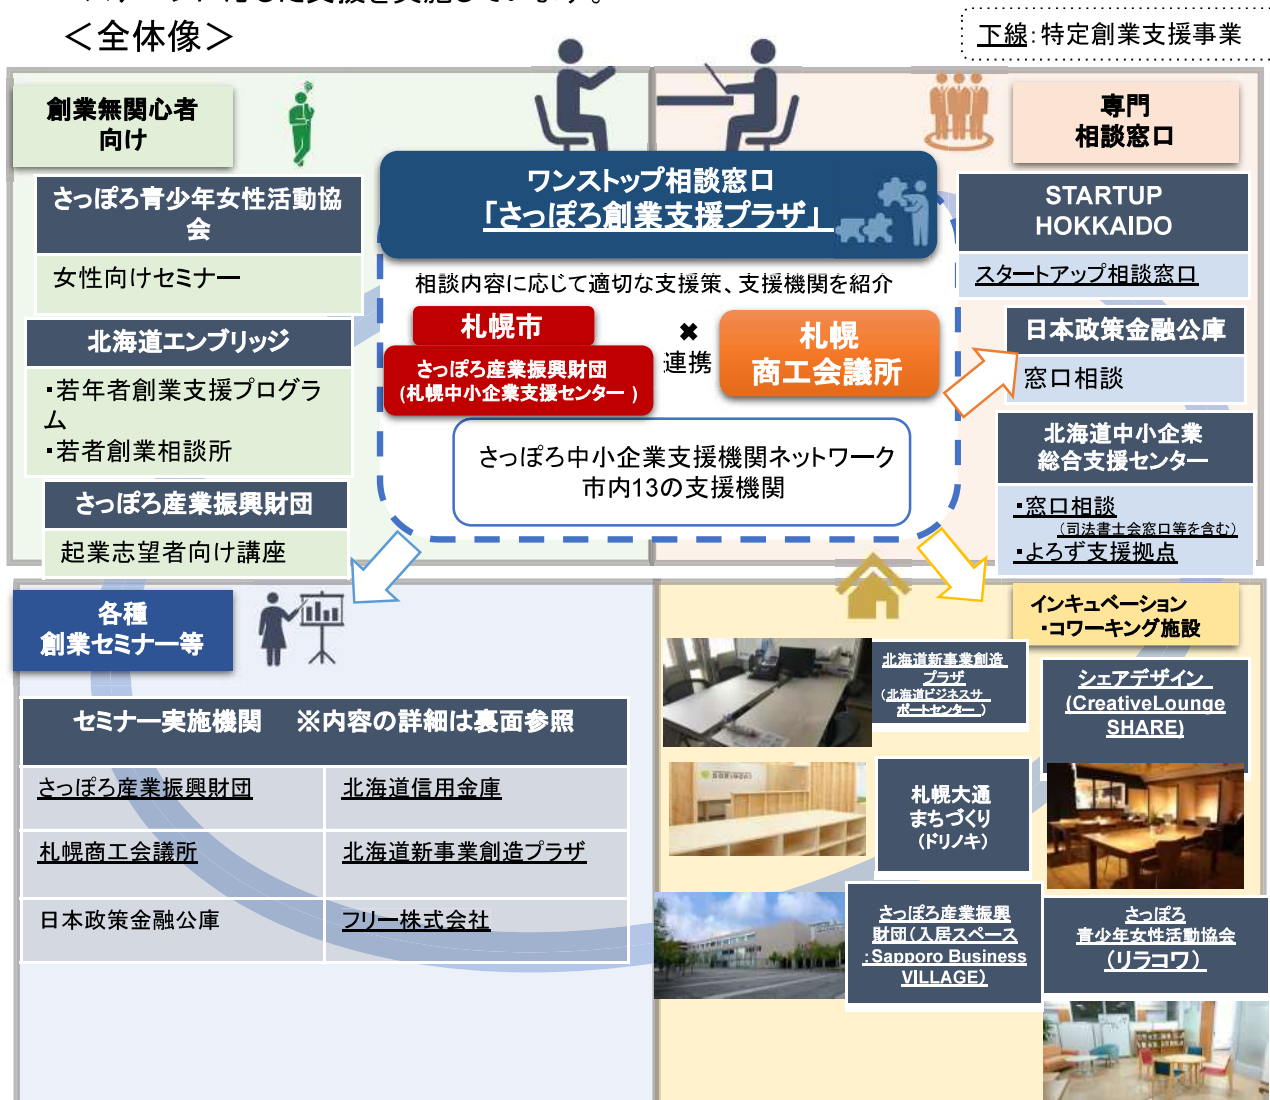 ＜全体像＞
下線：特定創業支援事業
創業無関心者
向け
専門
相談窓口
ワンストップ相談窓口
「さっぽろ創業支援プラザ」
さっぽろ青少年女性活動協
会
女性向けセミナー
STARTUP
HOKKAIDO
スタートアップ相談窓口
相談内容に応じて適切な支援策、支援機関を紹介
札幌市
さっぽろ産業振興財団
(札幌中小企業支援センター )
✖
連携
札幌
商工会議所
北海道エンブリッジ
・若年者創業支援プログラ
ム
・若者創業相談所
日本政策金融公庫
窓口相談
さっぽろ中小企業支援機関ネットワーク
市内13の支援機関
北海道中小企業
総合支援センター
・窓口相談
（司法書士会窓口等を含む）
・よろず支援拠点
さっぽろ産業振興財団
起業志望者向け講座
各種
創業セミナー等
インキュベーション
・コワーキング施設
セミナー実施機関　※内容の詳細は裏面参照
さっぽろ産業振興財団
北海道信用金庫
札幌商工会議所
北海道新事業創造プラザ
日本政策金融公庫
フリー株式会社
北海道新事業創造
プラザ
（北海道ビジネスサ
ポートセンター ）
シェアデザイン
(CreativeLounge
SHARE)
札幌大通
まちづくり
（ドリノキ）
さっぽろ産業振興
財団（入居スペース
：Sapporo Business
VILLAGE）
さっぽろ
青少年女性活動協会
（リラコワ）